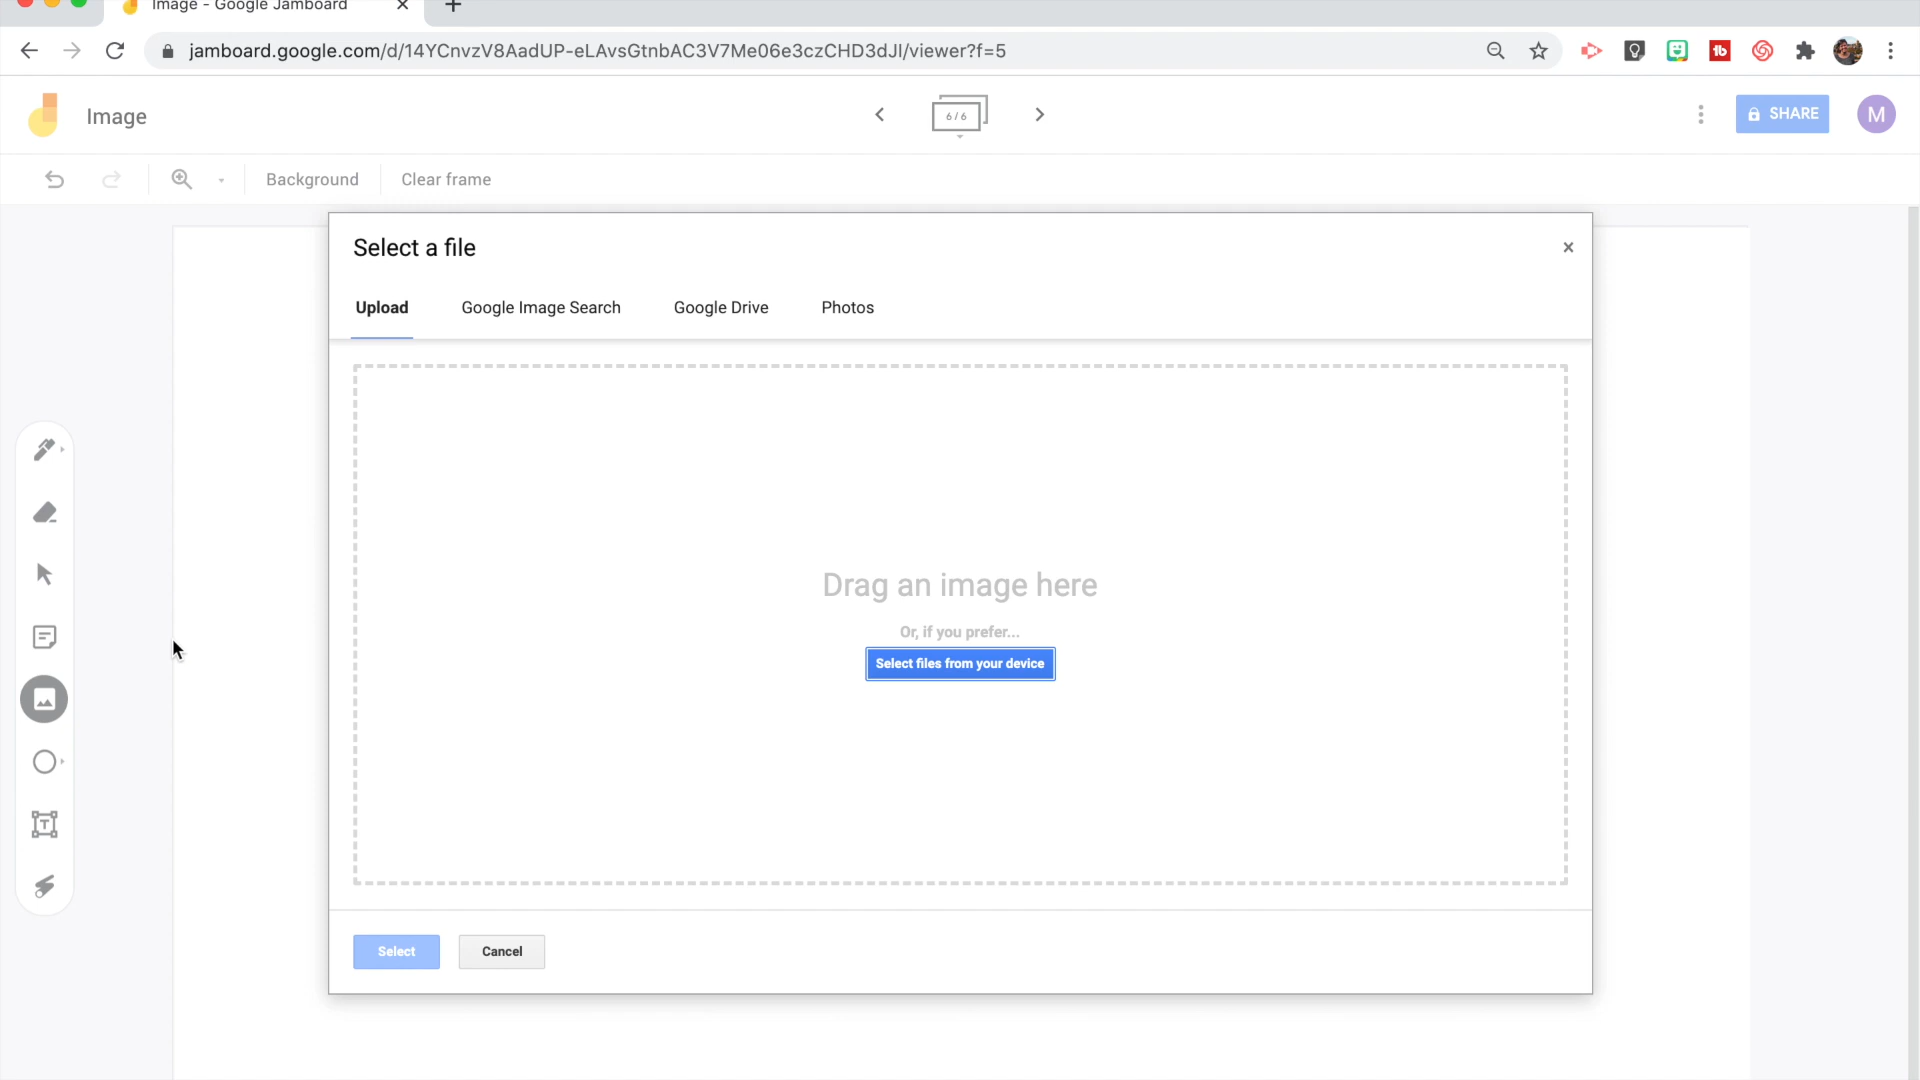 Image - Google Jamboard
jamboard.google.com/d/14YCnvzV8AadUP-eLAvsGtnbAC3V7Me06e3czCHD3dJI/viewer?f=5
Image
6 / 6
SHARE
M
Background
Clear frame
Select a file
Upload
Google Image Search
Google Drive
Photos
Drag an image here
Or, if you prefer...
Select files from your device
Select
Cancel